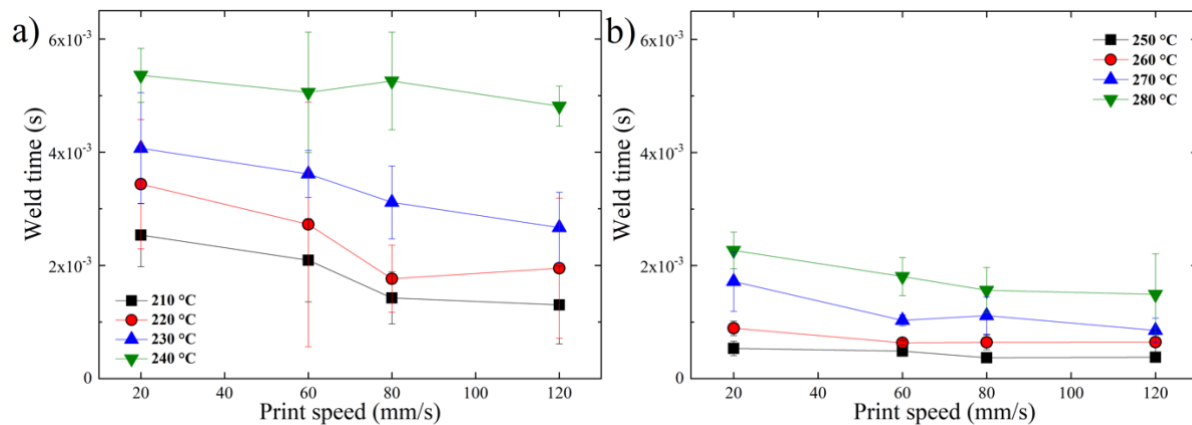 a)
Weld time (s)
6x10⁻³
4x10⁻³
2x10⁻³
0
20 40 60 80 100 120
Print speed (mm/s)
210 °C
220 °C
230 °C
240 °C
b)
Weld time (s)
6x10⁻³
4x10⁻³
2x10⁻³
0
20 40 60 80 100 120
Print speed (mm/s)
250 °C
260 °C
270 °C
280 °C